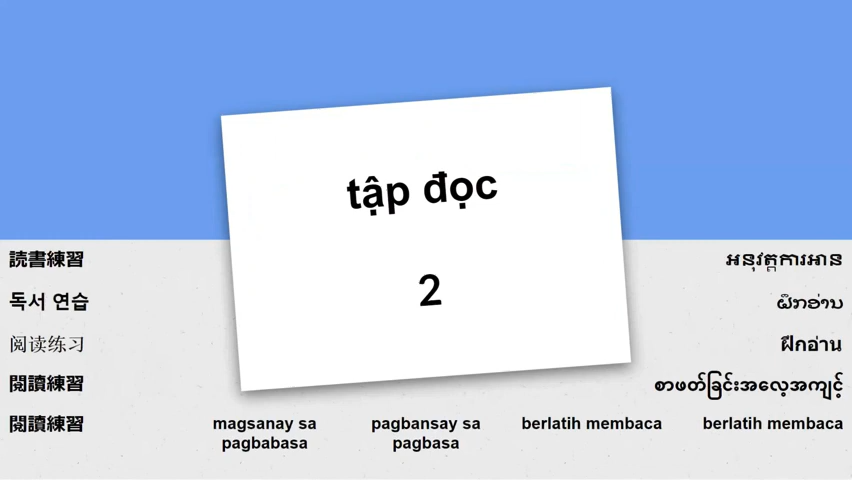 tập đọc
2
読書練習
អនុវត្តការអាន
독서 연습
ຝຶກອ່ານ
阅读练习
ฝึกอ่าน
閱讀練習
စာဖတ်ခြင်းအလေ့အကျင့်
閱讀練習
magsanay sa
pagbabasa
pagbansay sa
pagbasa
berlatih membaca
berlatih membaca